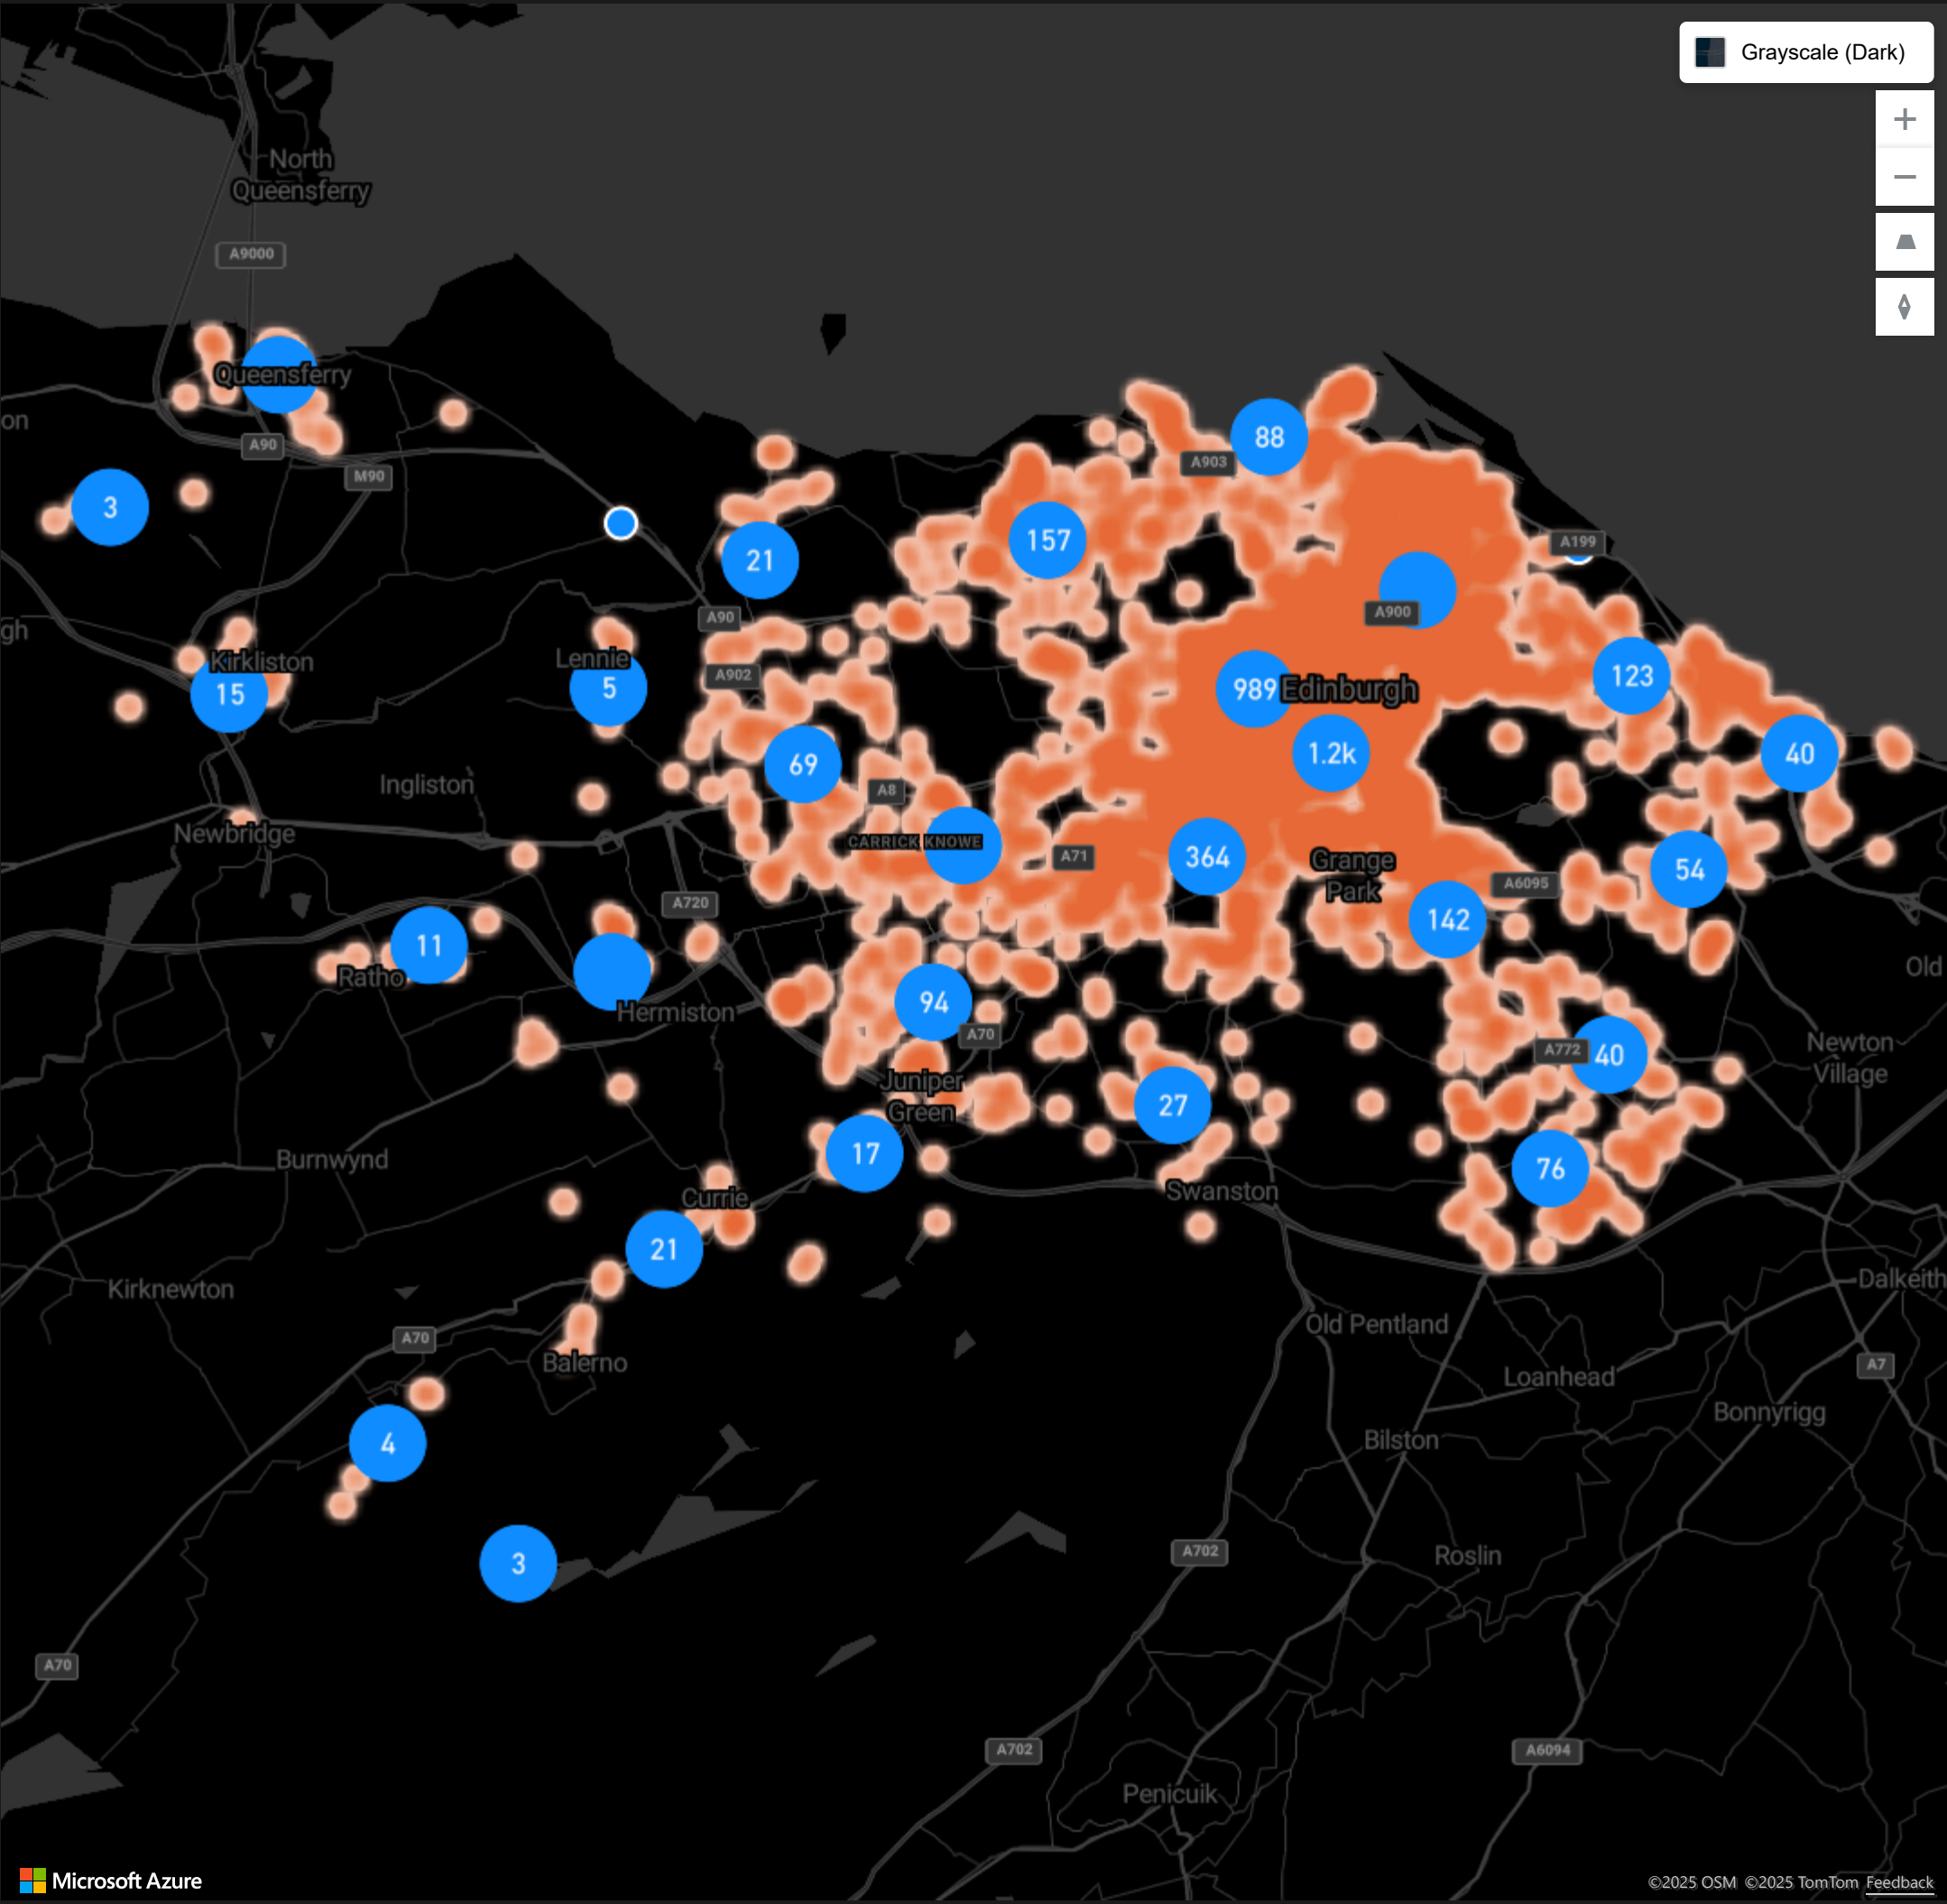 Grayscale (Dark)
North
Queensferry
A9000
Queensferry
on
A90
M90
3
88
A903
157
21
A199
A90
A900
gh
Kirkliston
15
Lennie
5
A902
989
Edinburgh
123
1.2k
40
69
Ingliston
A8
Newbridge
CARRICK KNOWE
A71
364
Grange
Park
54
A6095
A720
142
11
Ratho
Old
Hermiston
94
A70
A772
40
Newton
Village
Juniper
Green
27
17
Burnwynd
76
Currie
Swanston
21
Kirknewton
Dalkeith
Old Pentland
A70
Balerno
A7
Loanhead
Bonnyrigg
4
Bilston
A702
Roslin
3
A70
A702
A6094
Penicuik
Microsoft Azure
©2025 OSM ©2025 TomTom Feedback